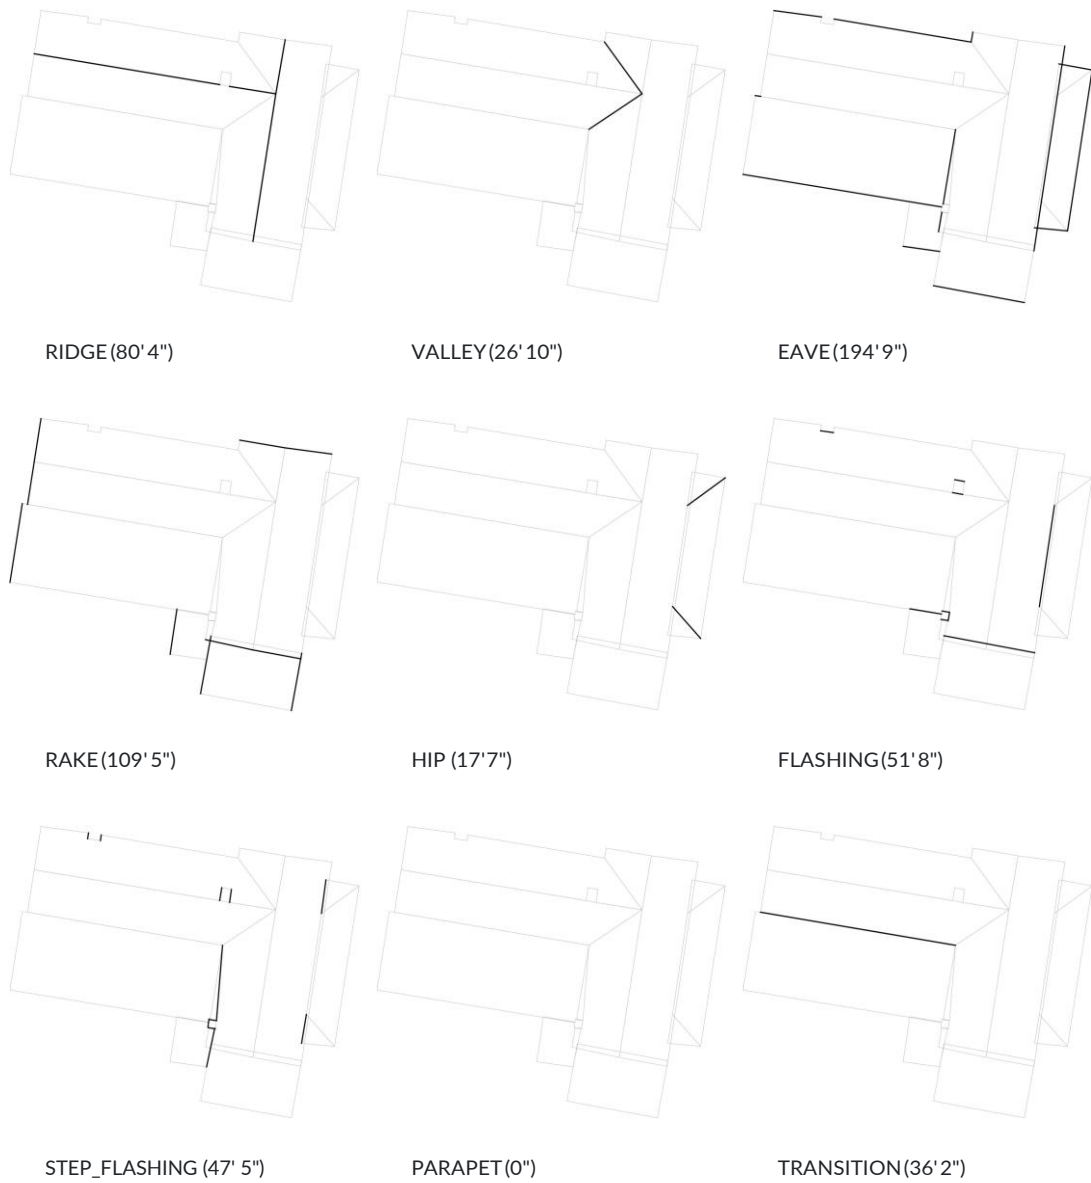 RIDGE (80' 4")
VALLEY (26' 10")
EAVE (194' 9")
RAKE (109' 5")
HIP (17'7")
FLASHING (51' 8")
STEP_FLASHING (47' 5")
PARAPET (0")
TRANSITION (36' 2")